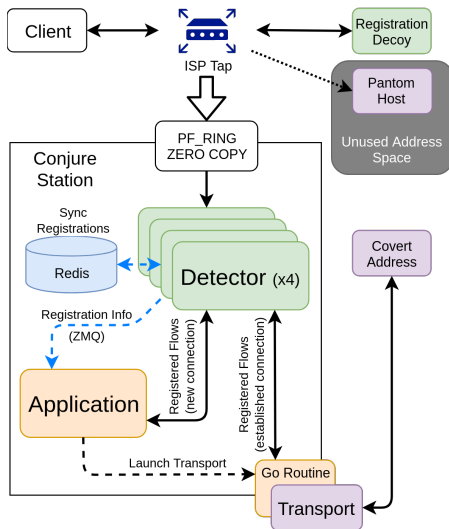 Client
ISP Tap
Registration
Decoy
Pantom
Host
Unused Address
Space
PF_RING
ZERO COPY
Conjure
Station
Sync
Registrations
Redis
Detector (x4)
Covert
Address
Registration Info
(ZMQ)
Registered Flows
(new connection)
Registered Flows
(established connection)
Application
Launch Transport
Go Routine
Transport